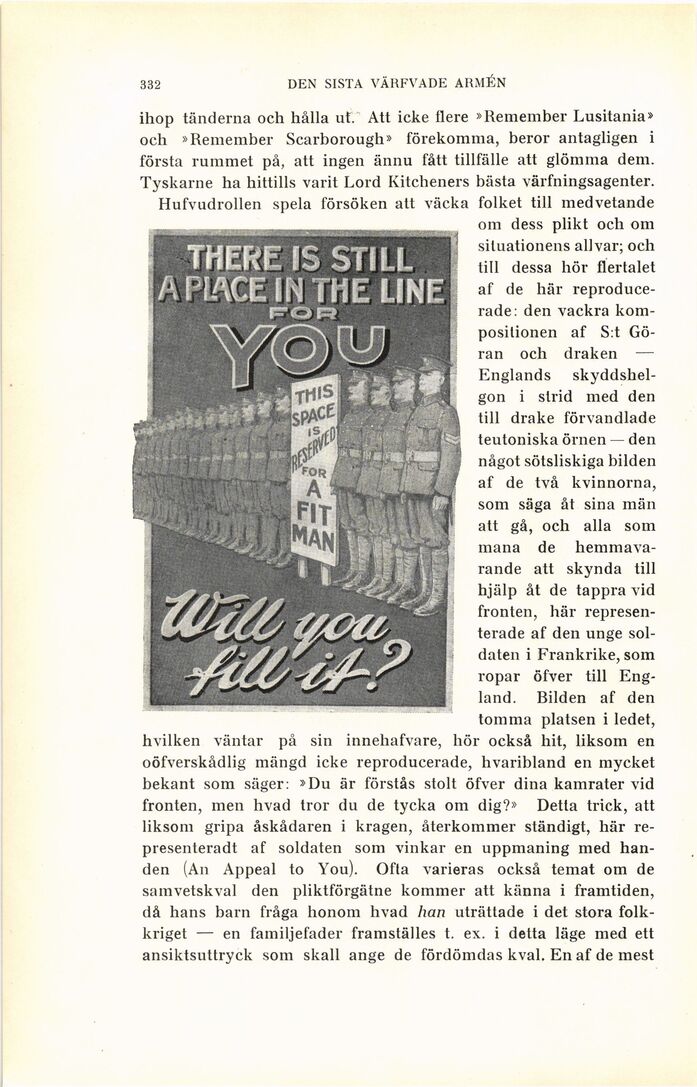 332
DEN SISTA VÄRFVADE ARMÉN
ihop tänderna och hålla ut. Att icke flere »Remember Lusitania»
och »Remember Scarborough» förekomma, beror antagligen i
första rummet på, att ingen ännu fått tillfälle att glömma dem.
Tyskarne ha hittills varit Lord Kitcheners bästa värfningsagenter.
Hufvudrollen spela försöken att väcka folket till medvetande
om dess plikt och om
situationens allvar; och
till dessa hör flertalet
af de här reproduce-
rade: den vackra kom-
positionen af S:t Gö-
ran och draken —
Englands skyddshel-
gon i strid med den
till drake förvandlade
teutoniska örnen — den
något sötsliskiga bilden
af de två kvinnorna,
som säga åt sina män
att gå, och alla som
mana de hemmava-
rande att skynda till
hjälp åt de tappra vid
fronten, här represen-
terade af den unge sol-
daten i Frankrike, som
ropar öfver till Eng-
land. Bilden af den
tomma platsen i ledet,
THERE IS STILL
A PLACE IN THE LINE
FOR
YOU
THIS
SPACE
IS
RESERVED
FOR
A
FIT
MAN
Will you
fill it?
hvilken väntar på sin innehafvare, hör också hit, liksom en
oöfverskådlig mängd icke reproducerade, hvaribland en mycket
bekant som säger: »Du är förstås stolt öfver dina kamrater vid
fronten, men hvad tror du de tycka om dig?» Detta trick, att
liksom gripa åskådaren i kragen, återkommer ständigt, här re-
presenteradt af soldaten som vinkar en uppmaning med han-
den (An Appeal to You). Ofta varieras också temat om de
samvetskval den pliktförgätne kommer att känna i framtiden,
då hans barn fråga honom hvad han uträttade i det stora folk-
kriget — en familjefader framställes t. ex. i detta läge med ett
ansiktsuttryck som skall ange de fördömdas kval. En af de mest